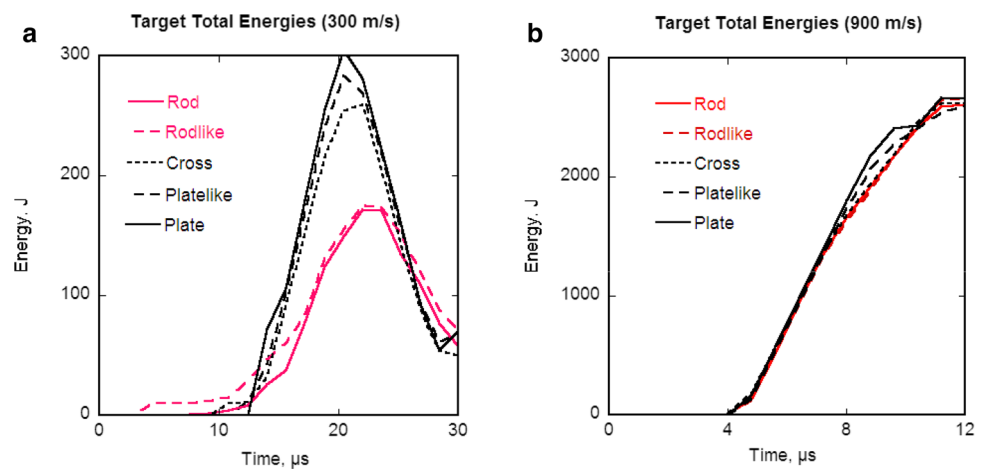 a
Target Total Energies (300 m/s)
300
200
100
0
Energy, J
Rod
Rodlike
Cross
Platelike
Plate
0 10 20 30
Time, µs
b
Target Total Energies (900 m/s)
3000
2000
1000
0
Energy. J
Rod
Rodlike
Cross
Platelike
Plate
0 4 8 12
Time, µs